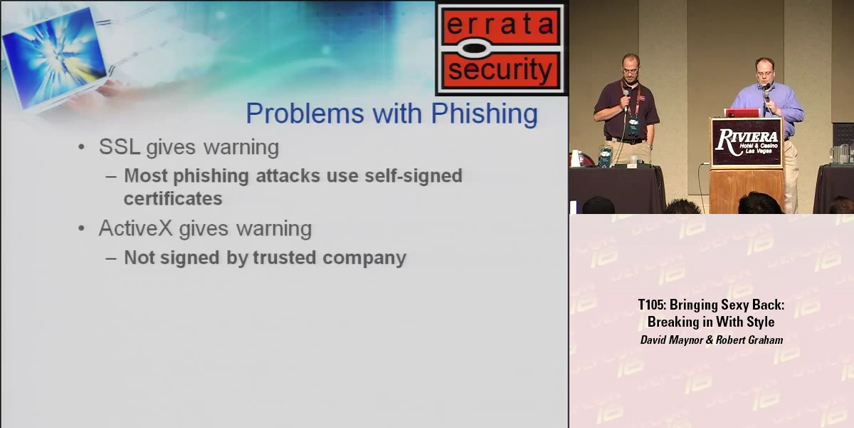 errata
security
Problems with Phishing
• SSL gives warning
– Most phishing attacks use self-signed
certificates
• ActiveX gives warning
– Not signed by trusted company
RIVIERA
Hotel & Casino
Las Vegas
T105: Bringing Sexy Back:
Breaking in With Style
David Maynor & Robert Graham
DEFCON
16